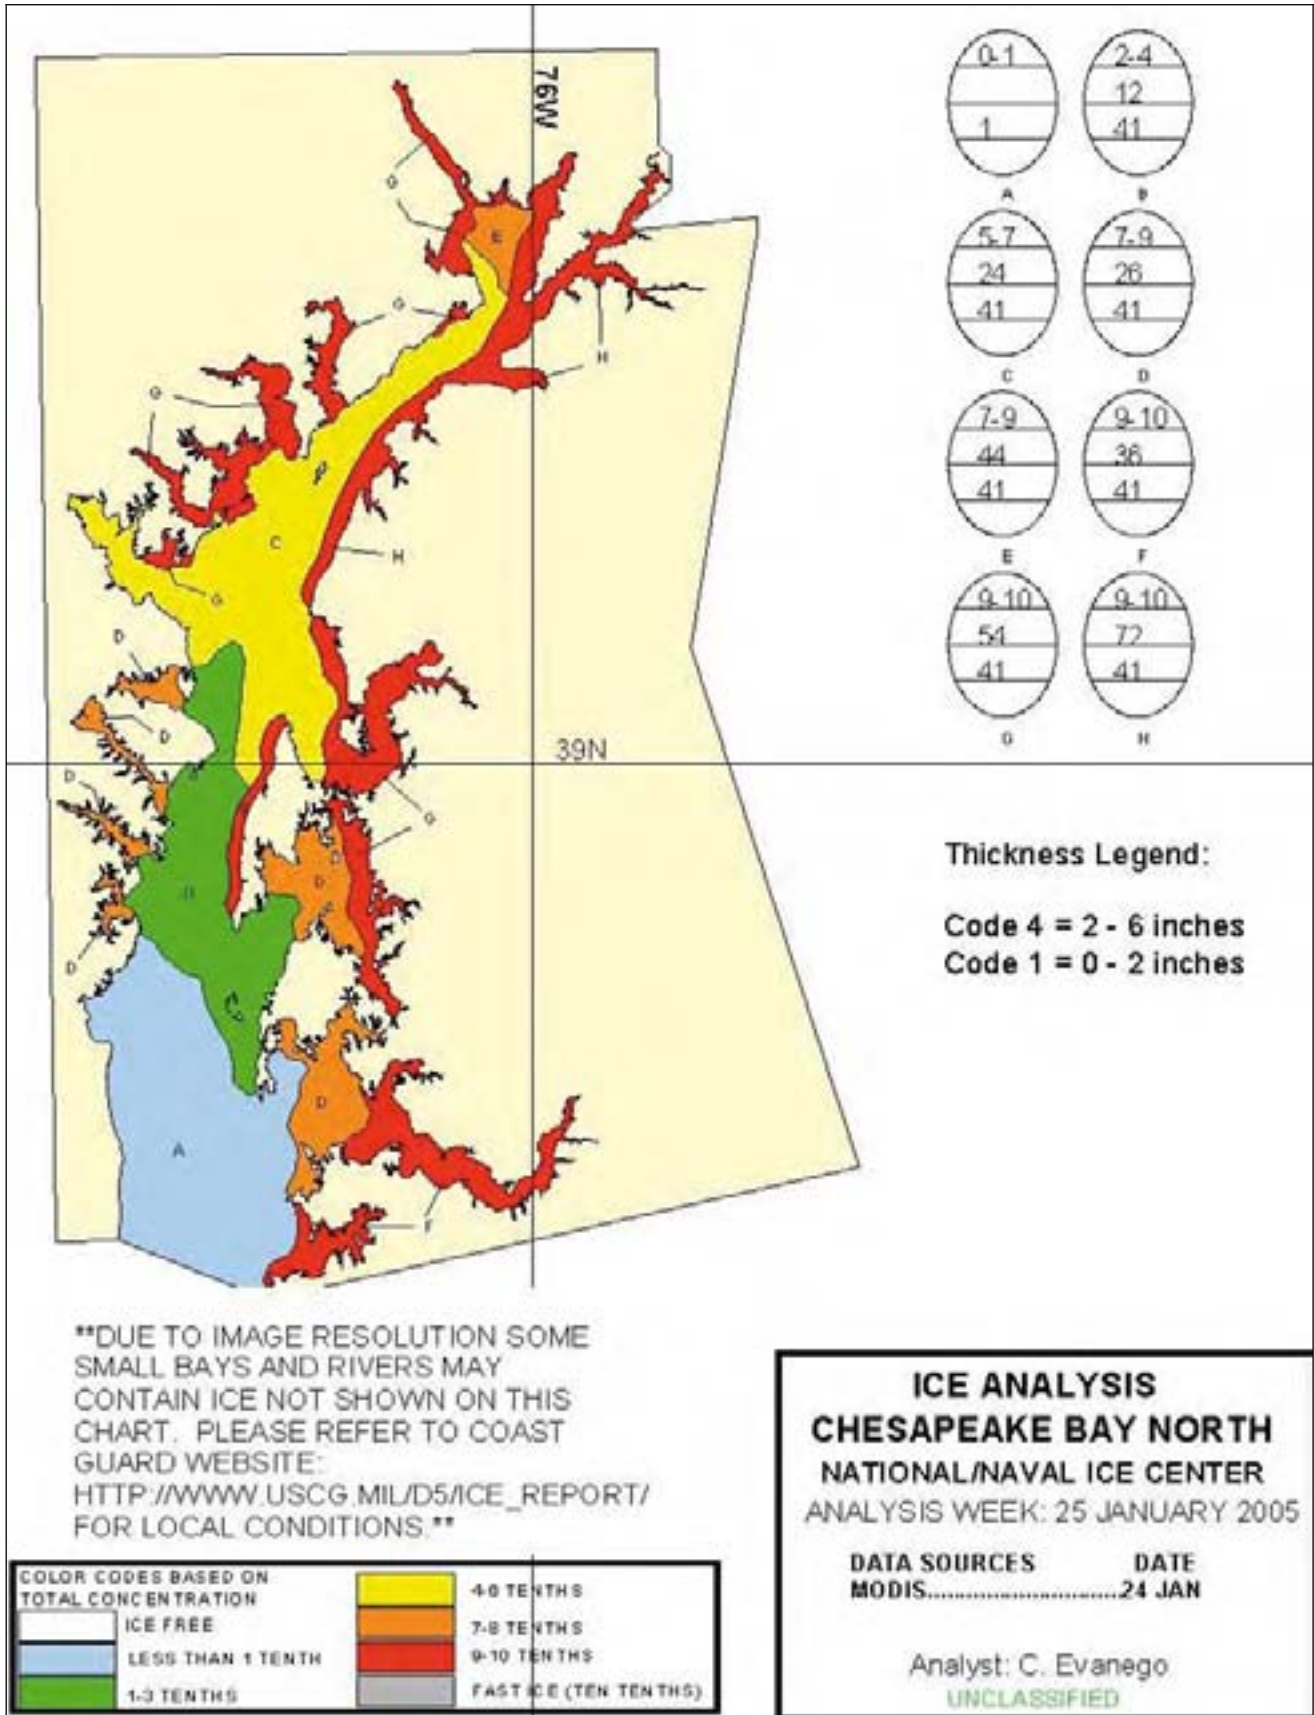 76W
39N
0-1
1
A
2-4
12
41
B
5-7
24
41
C
7-9
26
41
D
7-9
44
41
E
9-10
36
41
F
9-10
54
41
G
9-10
72
41
H
G
E
G
H
G
C
H
G
D
D
D
G
D
D
D
A
F
Thickness Legend:
Code 4 = 2 - 6 inches
Code 1 = 0 - 2 inches
**DUE TO IMAGE RESOLUTION SOME
SMALL BAYS AND RIVERS MAY
CONTAIN ICE NOT SHOWN ON THIS
CHART. PLEASE REFER TO COAST
GUARD WEBSITE:
HTTP://WWW.USCG.MIL/D5/ICE_REPORT/
FOR LOCAL CONDITIONS.**
ICE ANALYSIS
CHESAPEAKE BAY NORTH
NATIONAL/NAVAL ICE CENTER
ANALYSIS WEEK: 25 JANUARY 2005
DATA SOURCES DATE
MODIS..............................24 JAN
Analyst: C. Evanego
UNCLASSIFIED
COLOR CODES BASED ON
TOTAL CONCENTRATION
ICE FREE
LESS THAN 1 TENTH
1-3 TENTHS
4-6 TENTHS
7-8 TENTHS
9-10 TENTHS
FAST ICE (TEN TENTHS)